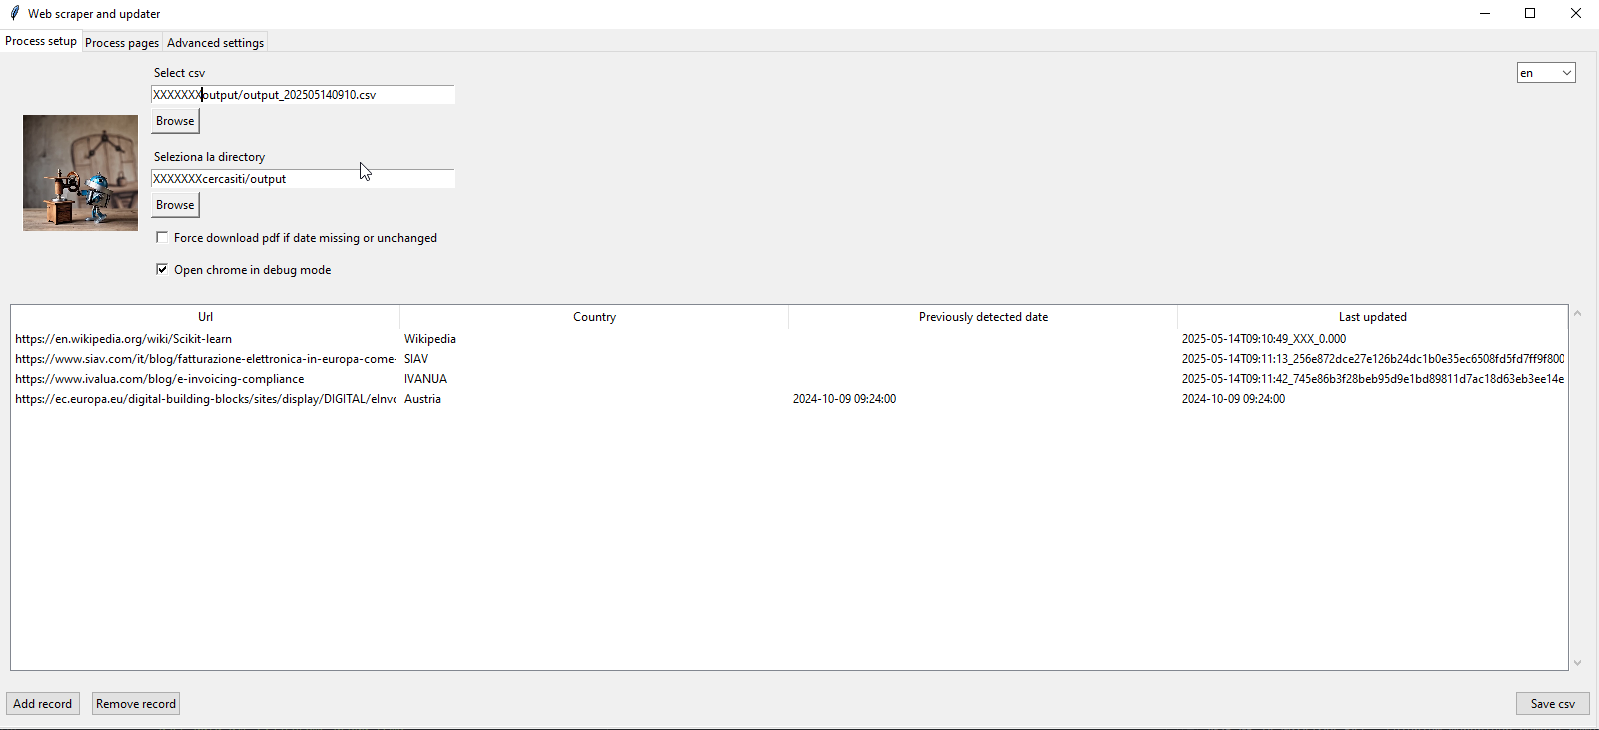 Web scraper and updater
Process setup Process pages Advanced settings
Select csv
en
XXXXXXXoutput/output_202505140910.csv
Browse
Seleziona la directory
XXXXXXXcercasiti/output
Browse
Force download pdf if date missing or unchanged
Open chrome in debug mode
Url Country Previously detected date Last updated
https://en.wikipedia.org/wiki/Scikit-learn Wikipedia 2025-05-14T09:10:49_XXX_0.000
https://www.siav.com/it/blog/fatturazione-elettronica-in-europa-come- SIAV 2025-05-14T09:11:13_256e872dce27e126b24dc1b0e35ec6508fd5fd7ff9f800
https://www.ivalua.com/blog/e-invoicing-compliance IVANUA 2025-05-14T09:11:42_745e86b3f28beb95d9e1bd89811d7ac18d63eb3ee14e
https://ec.europa.eu/digital-building-blocks/sites/display/DIGITAL/eInvo Austria 2024-10-09 09:24:00 2024-10-09 09:24:00
Add record Remove record Save csv